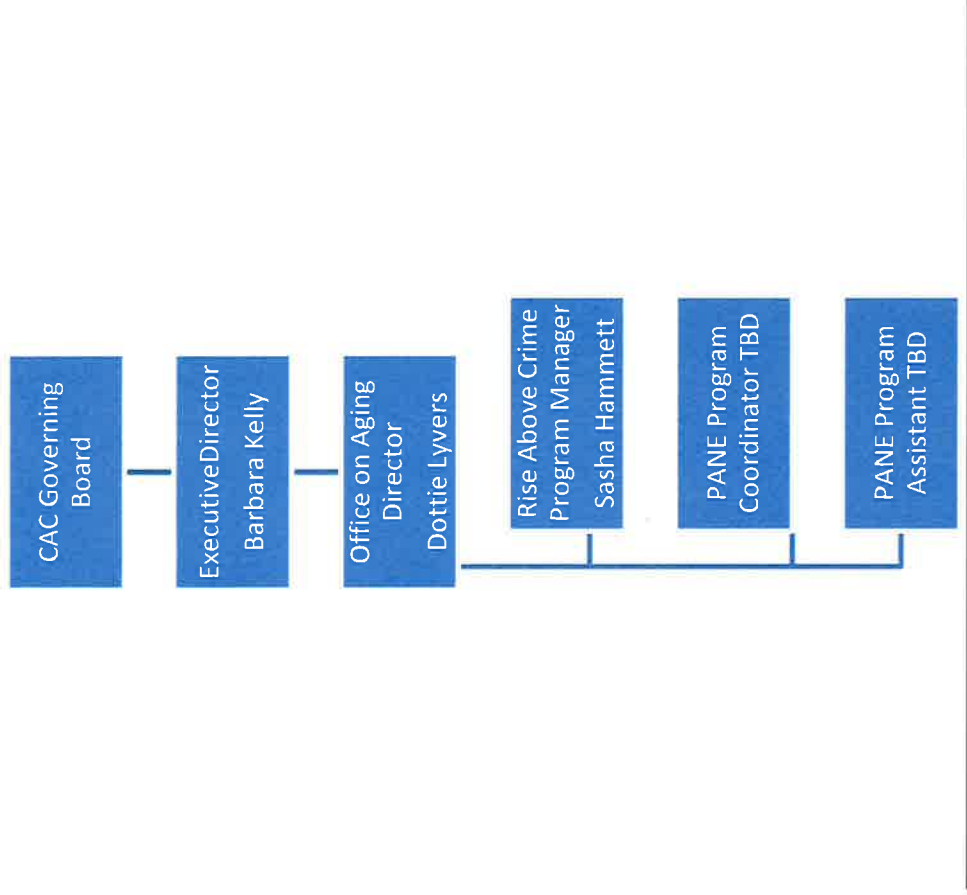 CAC Governing
Board
ExecutiveDirector
Barbara Kelly
Office on Aging
Director
Dottie Lyvers
Rise Above Crime
Program Manager
Sasha Hammett
PANE Program
Coordinator TBD
PANE Program
Assistant TBD